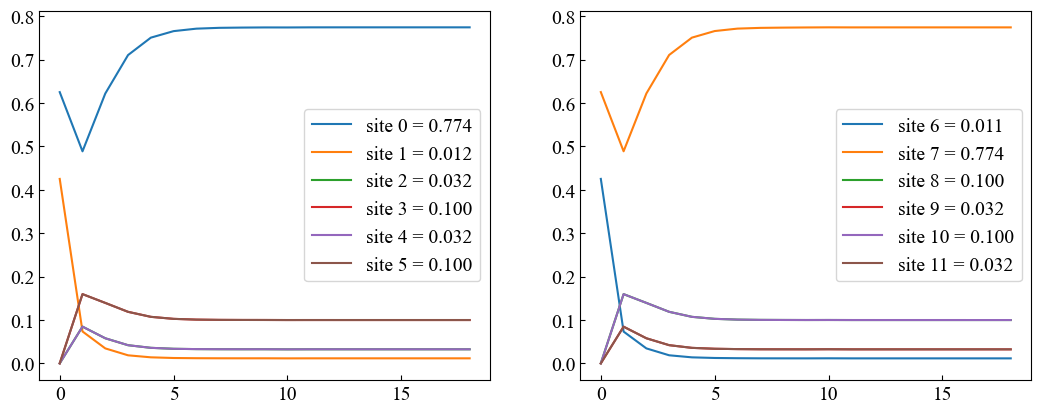 0.8
0.7
0.6
0.5
0.4
0.3
0.2
0.1
0.0
0 5 10 15
site 0 = 0.774
site 1 = 0.012
site 2 = 0.032
site 3 = 0.100
site 4 = 0.032
site 5 = 0.100
0.8
0.7
0.6
0.5
0.4
0.3
0.2
0.1
0.0
0 5 10 15
site 6 = 0.011
site 7 = 0.774
site 8 = 0.100
site 9 = 0.032
site 10 = 0.100
site 11 = 0.032